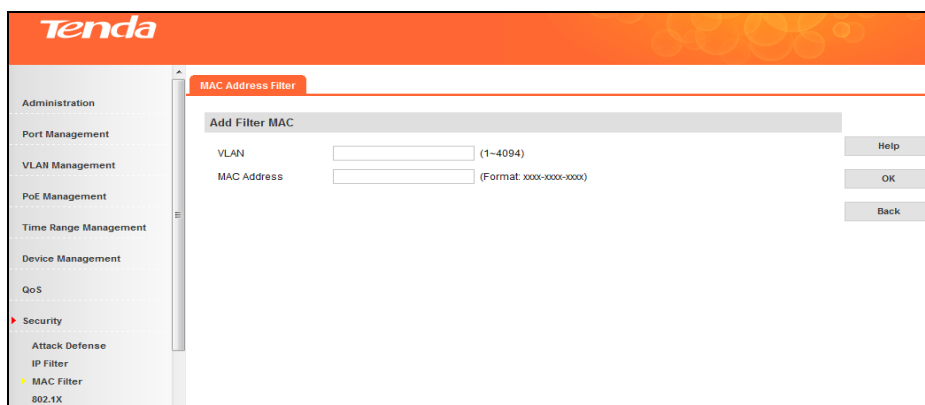 Tenda
MAC Address Filter
Administration
Port Management
VLAN Management
PoE Management
Time Range Management
Device Management
QoS
Security
Attack Defense
IP Filter
MAC Filter
802.1X
Add Filter MAC
VLAN (1~4094)
MAC Address (Format: xxxx-xxxx-xxxx)
Help
OK
Back